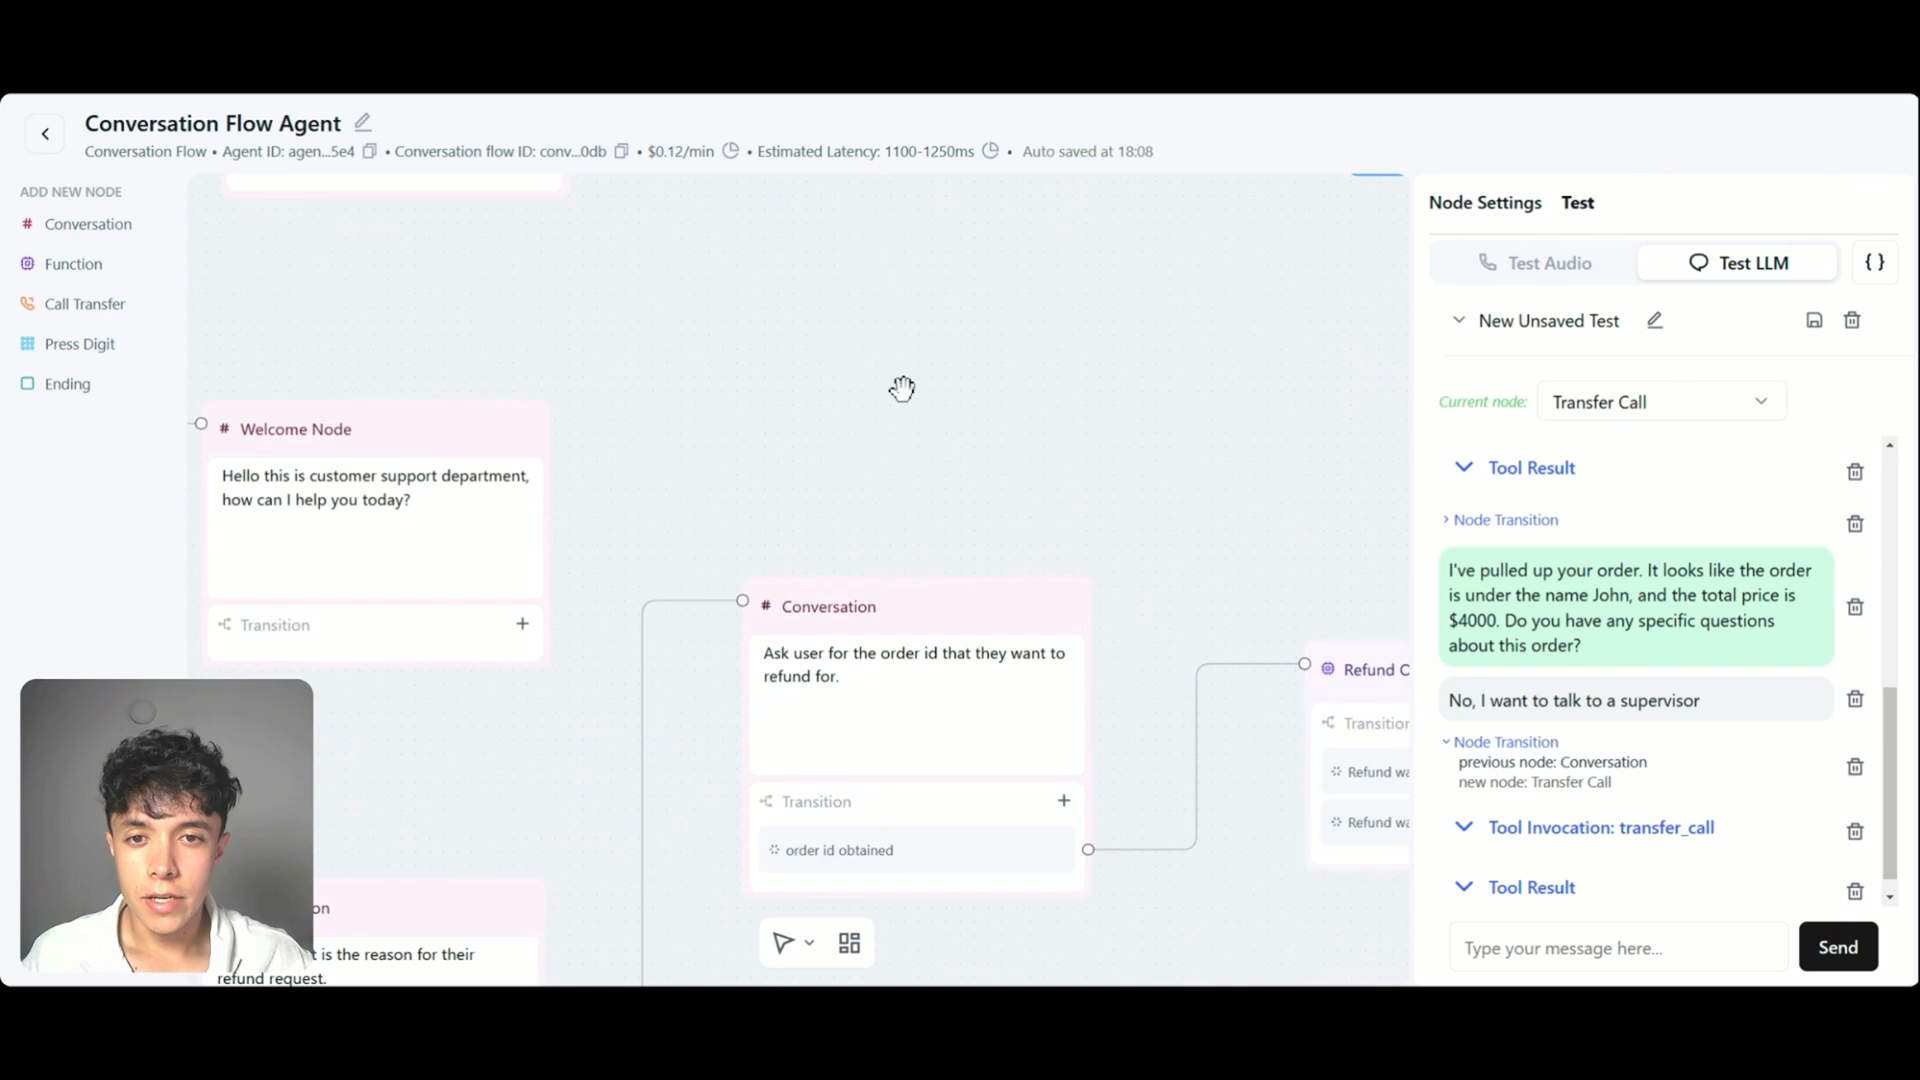 Conversation Flow Agent
Conversation Flow • Agent ID: agen...5e4 • Conversation flow ID: conv...0db • $0.12/min • Estimated Latency: 1100-1250ms • Auto saved at 18:08
ADD NEW NODE
# Conversation
Function
Call Transfer
Press Digit
Ending
# Welcome Node
Hello this is customer support department,
how can I help you today?
Transition +
# Conversation
Ask user for the order id that they want to
refund for.
Transition +
order id obtained
Refund C
Transition
Refund wa
Refund wa
on
t is the reason for their
refund request.
Node Settings Test
Test Audio Test LLM { }
New Unsaved Test
Current node: Transfer Call
Tool Result
Node Transition
I've pulled up your order. It looks like the order
is under the name John, and the total price is
$4000. Do you have any specific questions
about this order?
No, I want to talk to a supervisor
Node Transition
previous node: Conversation
new node: Transfer Call
Tool Invocation: transfer_call
Tool Result
Type your message here...
Send